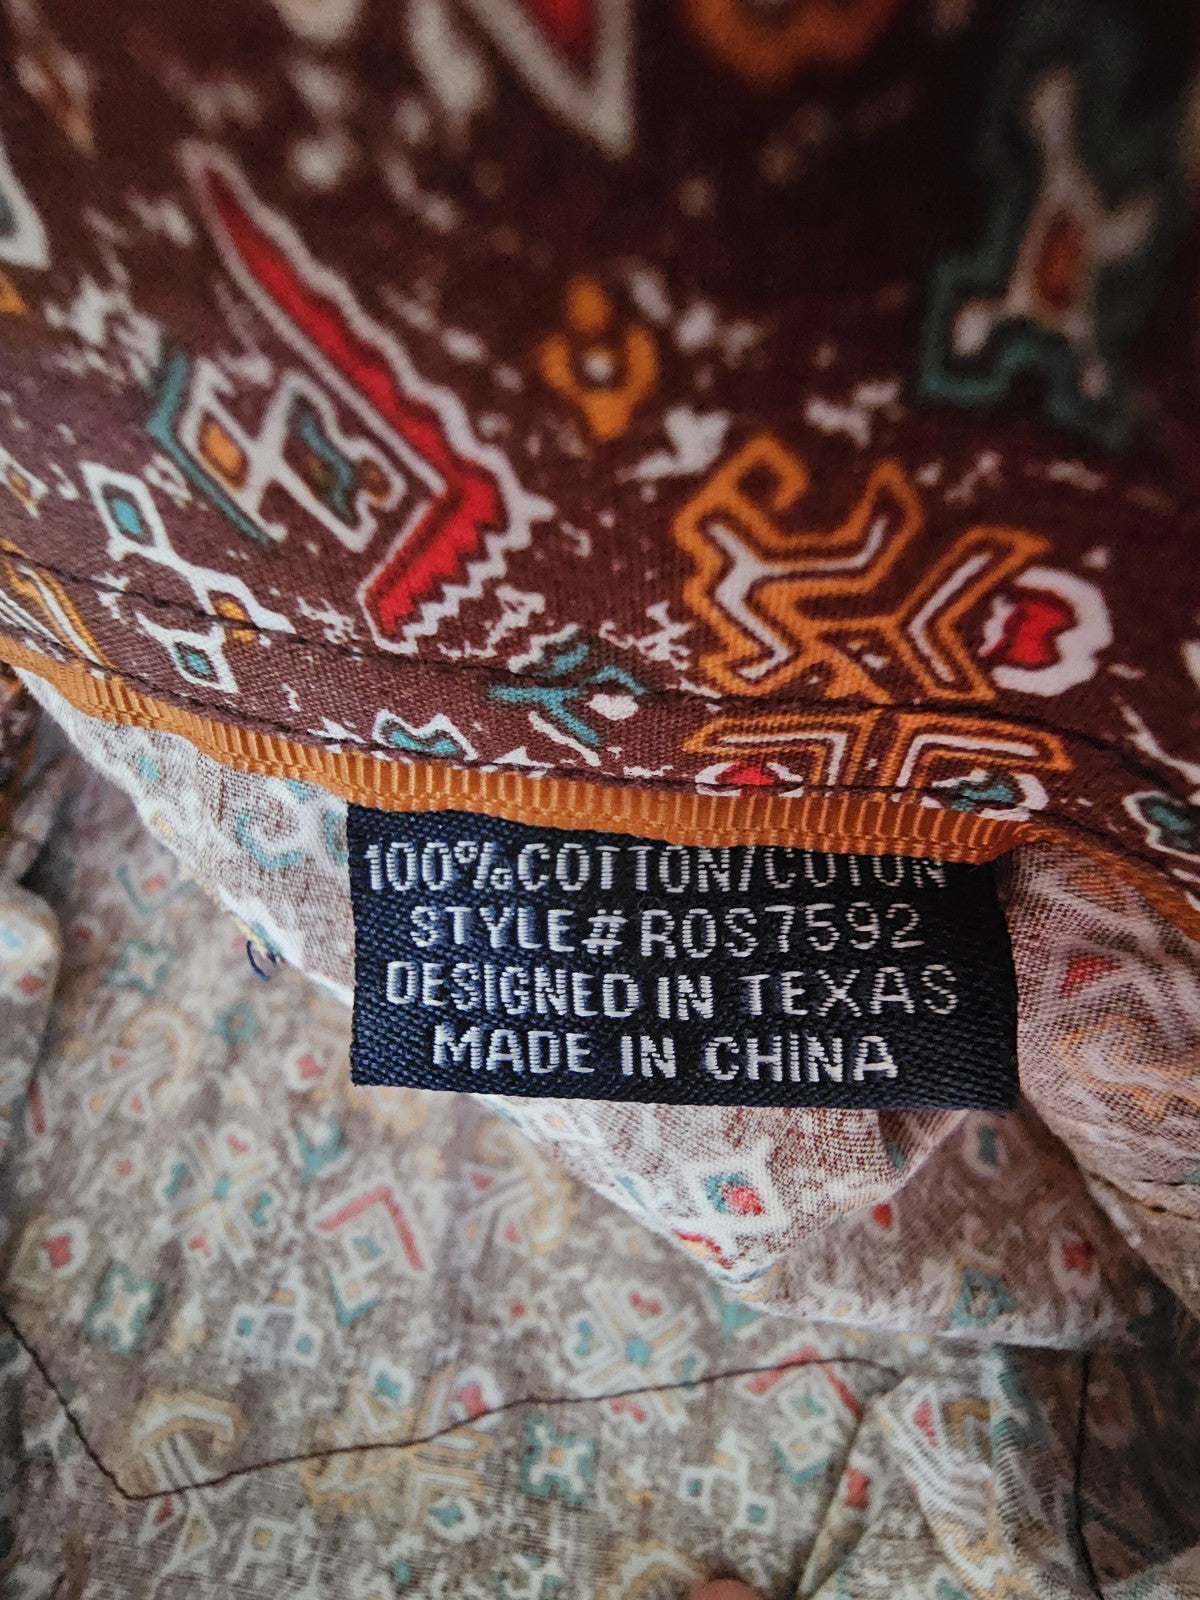 100% COTTON/COTON
STYLE# ROS7592
DESIGNED IN TEXAS
MADE IN CHINA